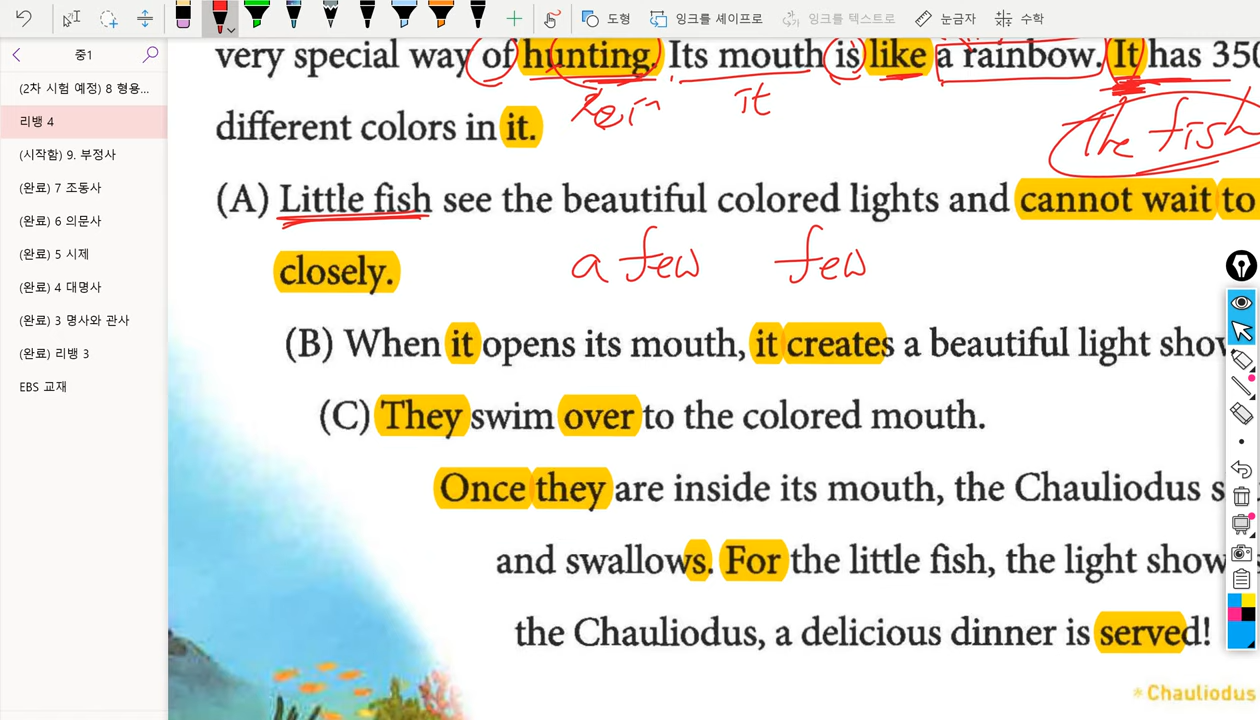 도형
잉크를 셰이프로
잉크를 텍스트로
눈금자
수학
중1
(2차 시험 예정) 8 형용...
리뱅 4
(시작함) 9. 부정사
(완료) 7 조동사
(완료) 6 의문사
(완료) 5 시제
(완료) 4 대명사
(완료) 3 명사와 관사
(완료) 리뱅 3
EBS 교재
very special way of hunting. Its mouth is like a rainbow. It has 350
it
the fish
different colors in it.
(A) Little fish see the beautiful colored lights and cannot wait to
a few few
closely.
(B) When it opens its mouth, it creates a beautiful light show
(C) They swim over to the colored mouth.
Once they are inside its mouth, the Chauliodus s
and swallows. For the little fish, the light show
the Chauliodus, a delicious dinner is served!
* Chauliodus